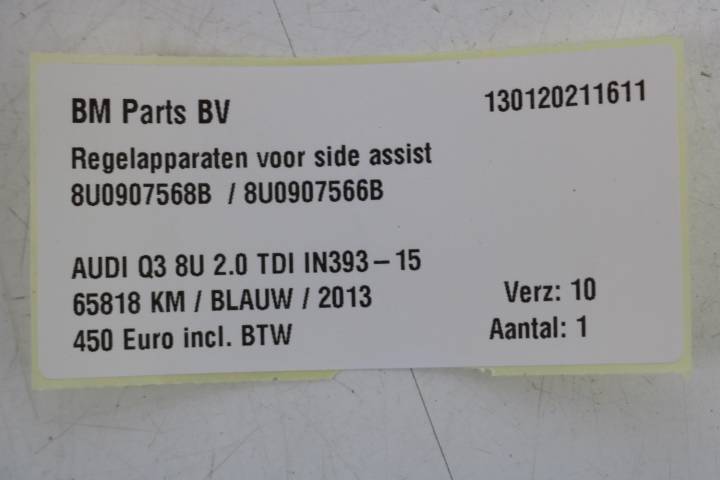 BM Parts BV
130120211611
Regelapparaten voor side assist
8U0907568B / 8U0907566B
AUDI Q3 8U 2.0 TDI IN393-15
65818 KM / BLAUW / 2013
Verz: 10
450 Euro incl. BTW
Aantal: 1